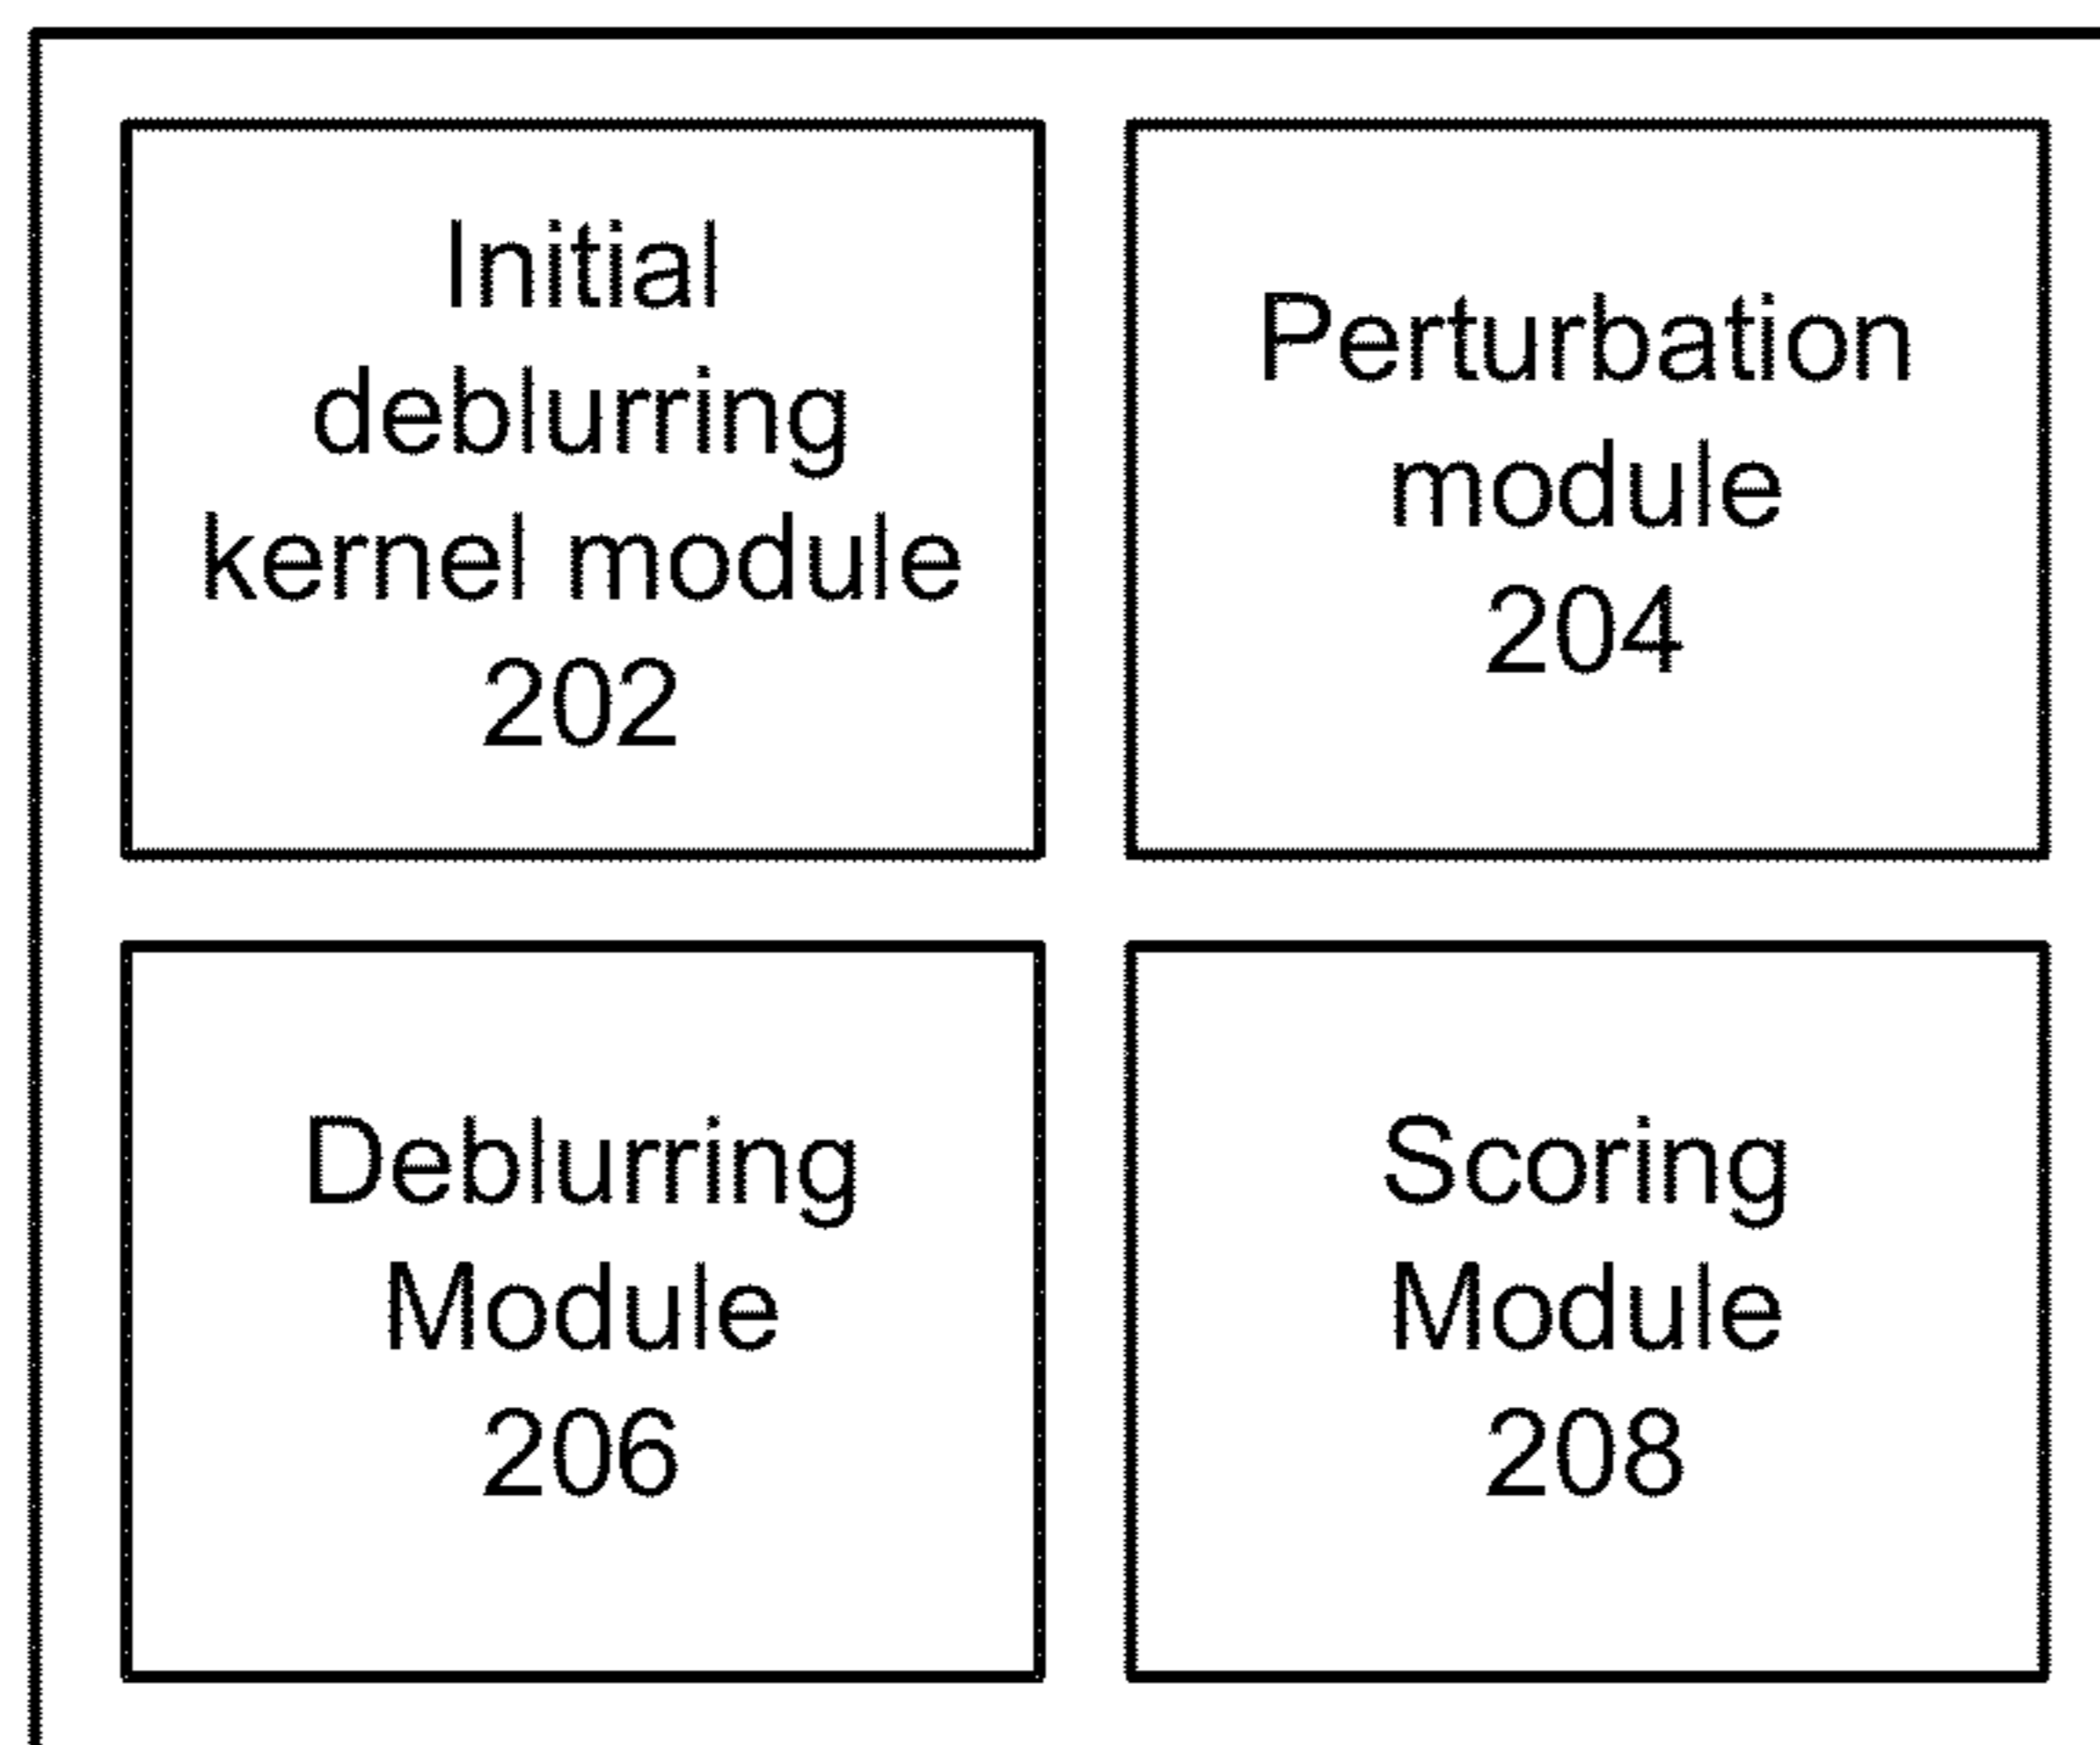 Initial
deblurring
kernel module
202
Perturbation
module
204
Deblurring
Module
206
Scoring
Module
208